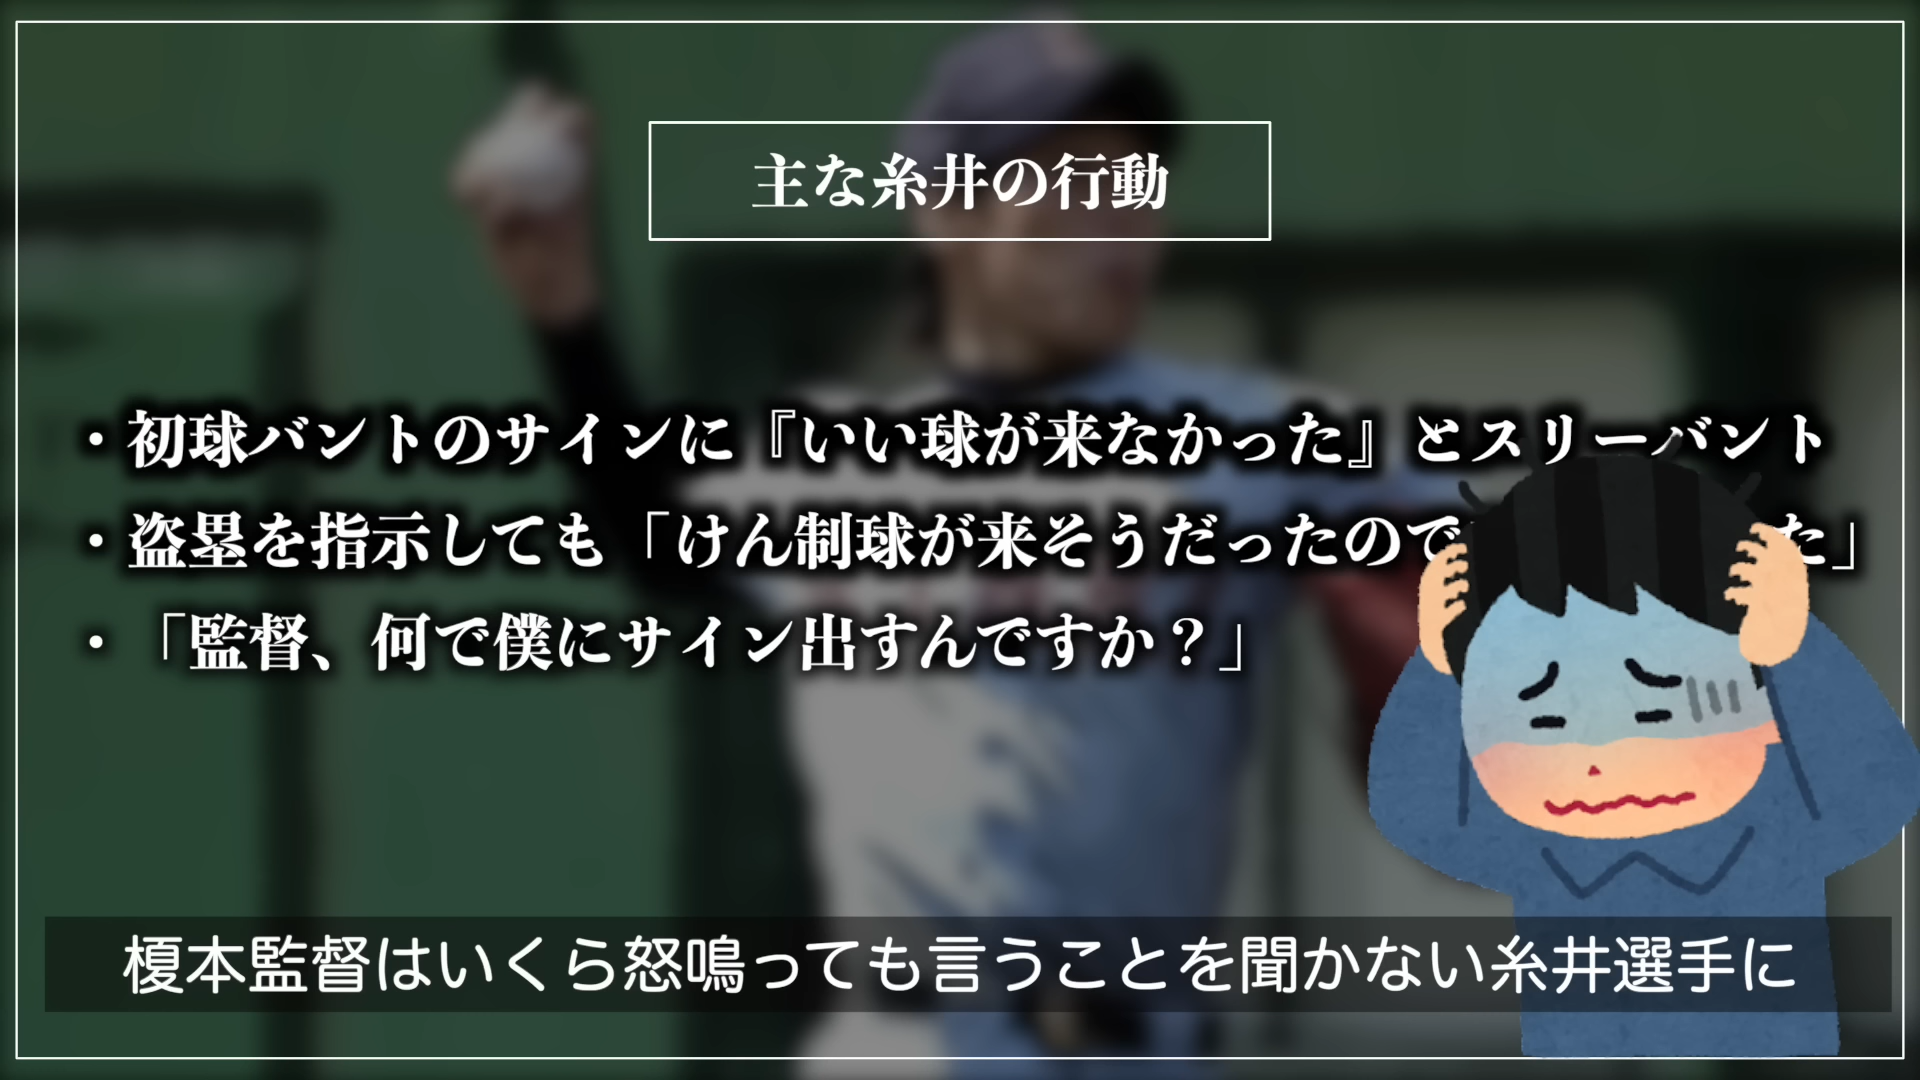 主な糸井の行動
・初球バントのサインに『いい球が来なかった』とスリーバント
・盗塁を指示しても「けん制球が来そうだったので た」
・「監督、何で僕にサイン出すんですか？」
榎本監督はいくら怒鳴っても言うことを聞かない糸井選手に